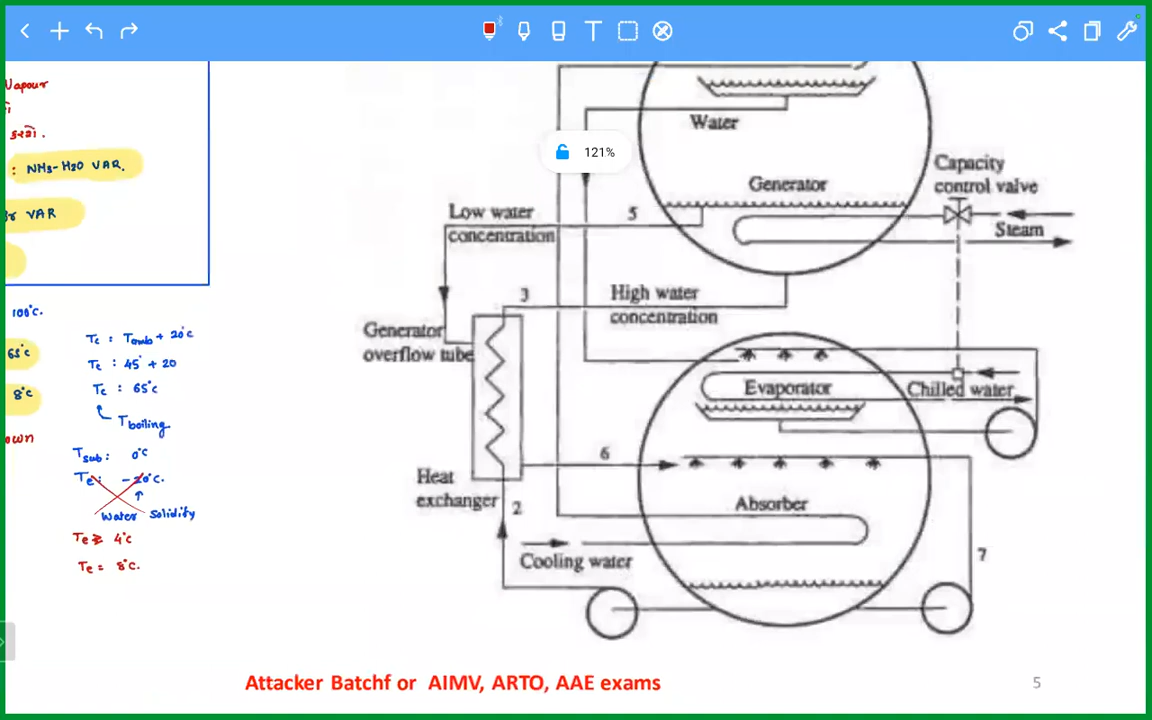 121%
Vapour
: NH3-H2O VAR.
Br VAR
100°c.
65°c
8°c
own
Tc : Tamb + 20°c
Tc : 45 + 20
Tc : 65°c
Tboiling
Tsub : 0°c
Te : -20°c.
Water Solidify
Te ≥ 4°c
Te = 8°c.
Water
Generator
Capacity
control valve
Steam
Low water
concentration
5
3
High water
concentration
Generator
overflow tube
Evaporator
Chilled water
6
Heat
exchanger
2
Absorber
Cooling water
7
Attacker Batchf or AIMV, ARTO, AAE exams
5